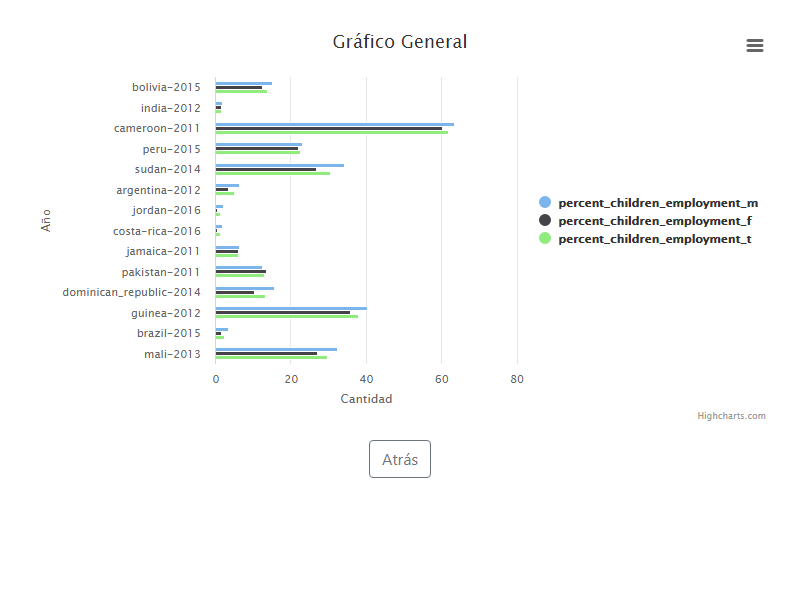 Gráfico General
bolivia-2015
india-2012
cameroon-2011
peru-2015
sudan-2014
argentina-2012
jordan-2016
costa-rica-2016
jamaica-2011
pakistan-2011
dominican_republic-2014
guinea-2012
brazil-2015
mali-2013
Año
0 20 40 60 80
Cantidad
percent_children_employment_m
percent_children_employment_f
percent_children_employment_t
Highcharts.com
Atrás